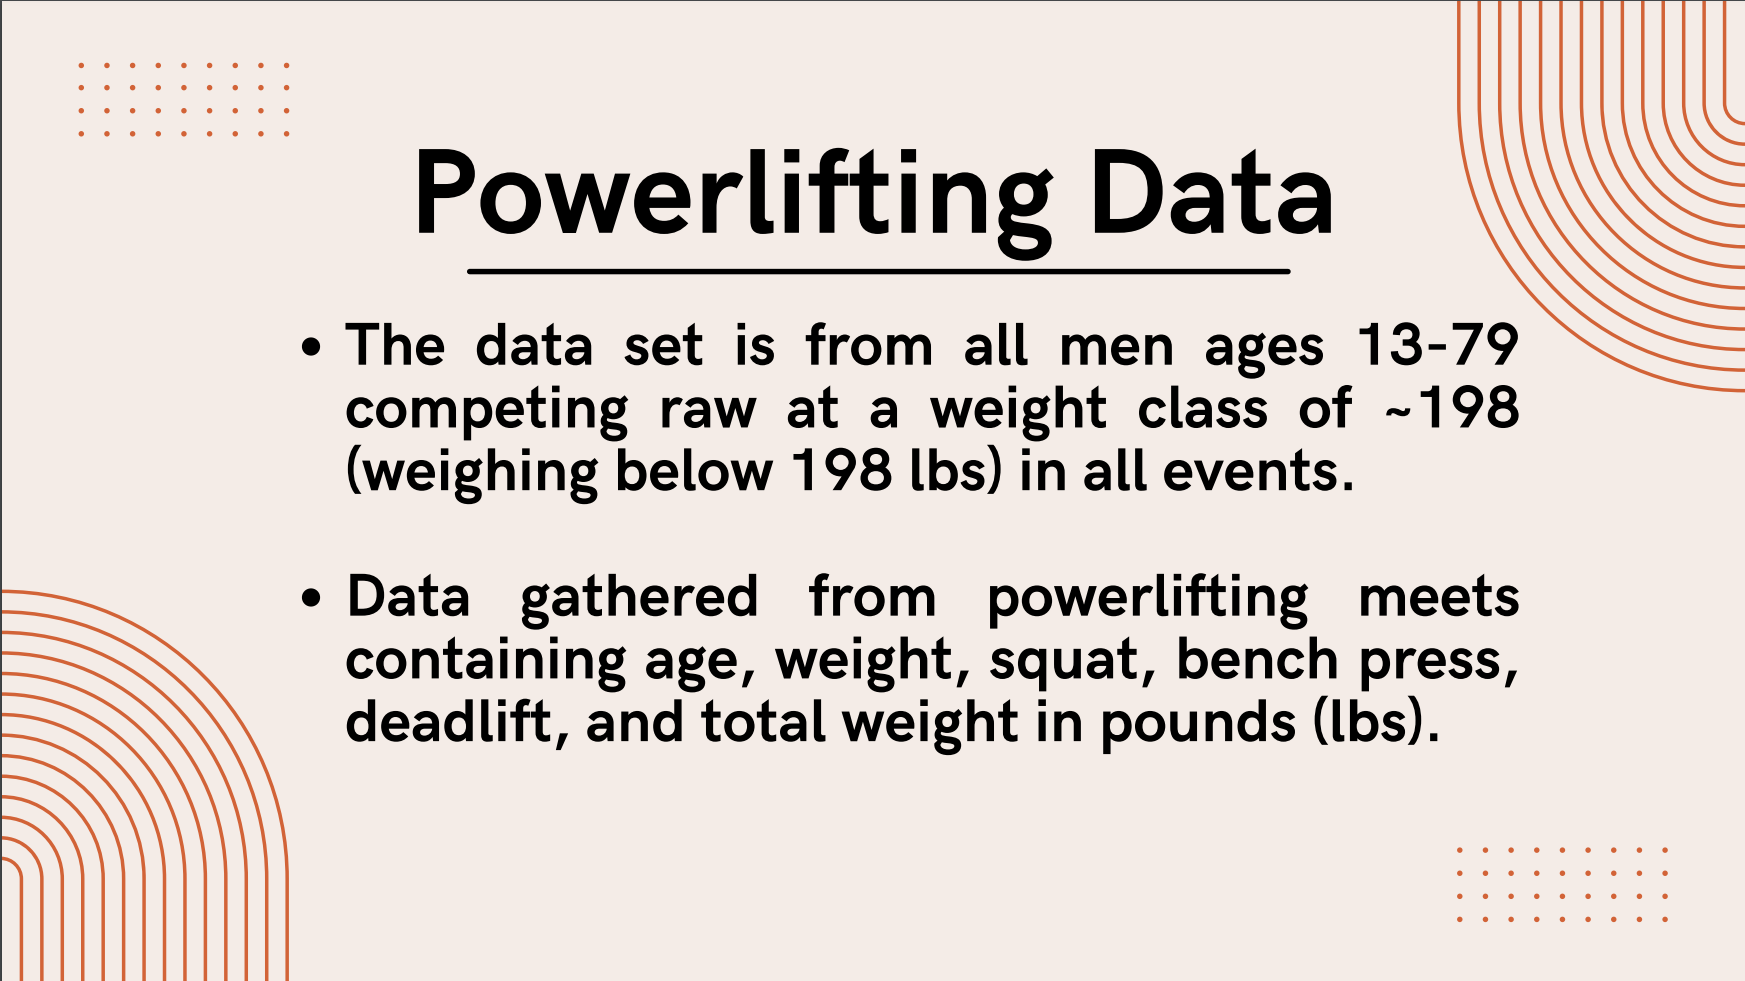 Powerlifting Data
• The data set is from all men ages 13-79
competing raw at a weight class of ~198
(weighing below 198 lbs) in all events.
• Data gathered from powerlifting meets
containing age, weight, squat, bench press,
deadlift, and total weight in pounds (lbs).